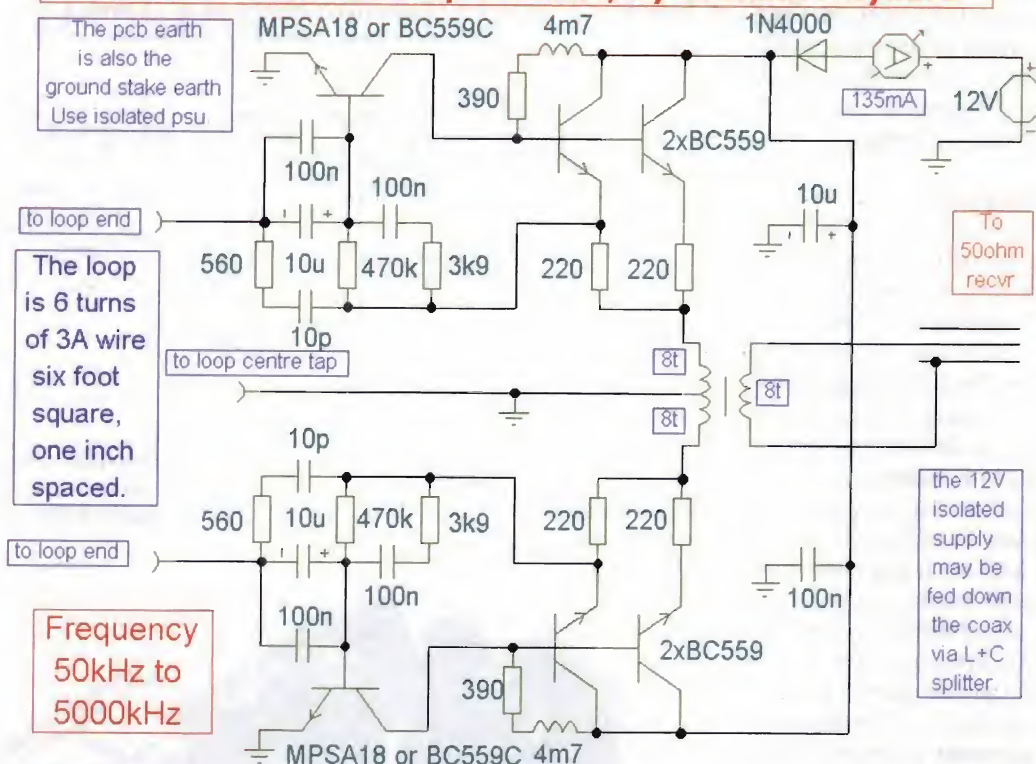 The pcb earth
is also the
ground stake earth
Use isolated psu
MPSA18 or BC559C
4m7
1N4000
390
135mA
12V
2xBC559
100n
100n
to loop end
10u
To
50ohm
recvr
560
10u
470k
3k9
220
220
10p
The loop
is 6 turns
of 3A wire
six foot
square,
one inch
spaced.
to loop centre tap
8t
8t
8t
10p
560
10u
470k
3k9
220
220
to loop end
100n
100n
100n
the 12V
isolated
supply
may be
fed down
the coax
via L+C
splitter.
Frequency
50kHz to
5000kHz
390
2xBC559
MPSA18 or BC559C
4m7